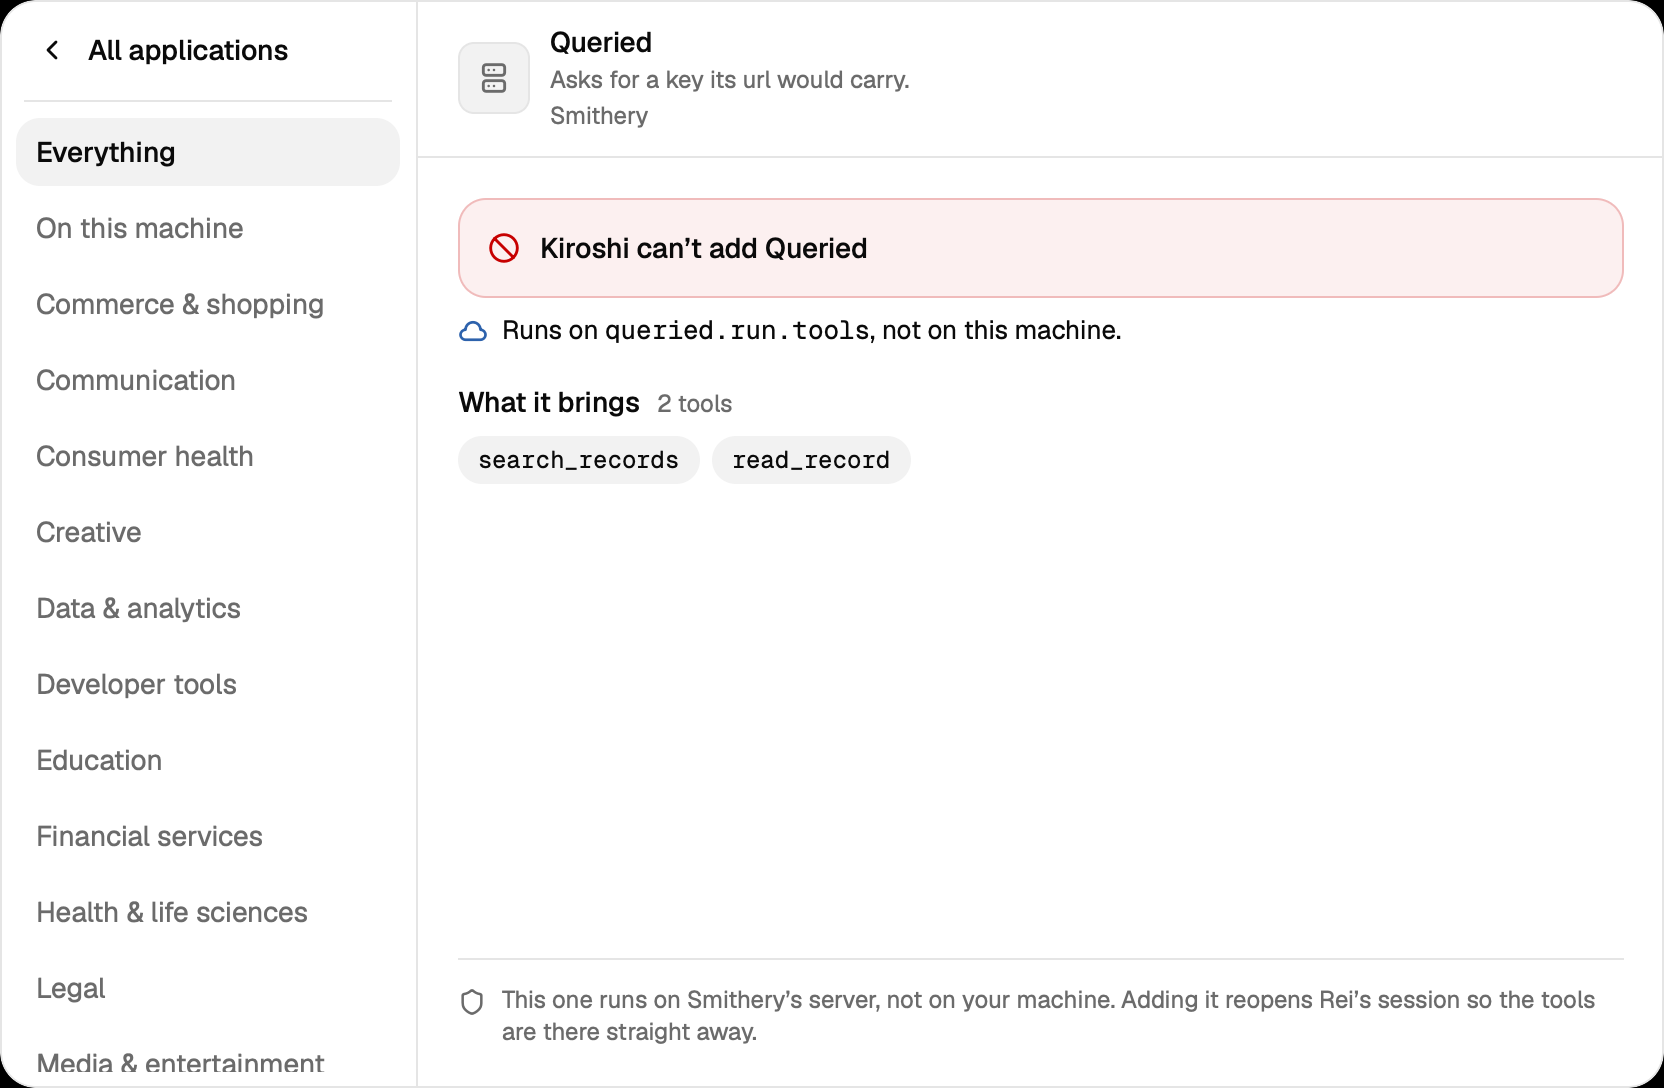 All applications
Everything
On this machine
Commerce & shopping
Communication
Consumer health
Creative
Data & analytics
Developer tools
Education
Financial services
Health & life sciences
Legal
Media & entertainment
Queried
Asks for a key its url would carry.
Smithery
Kiroshi can’t add Queried
Runs on queried.run.tools, not on this machine.
What it brings 2 tools
search_records read_record
This one runs on Smithery’s server, not on your machine. Adding it reopens Rei’s session so the tools
are there straight away.